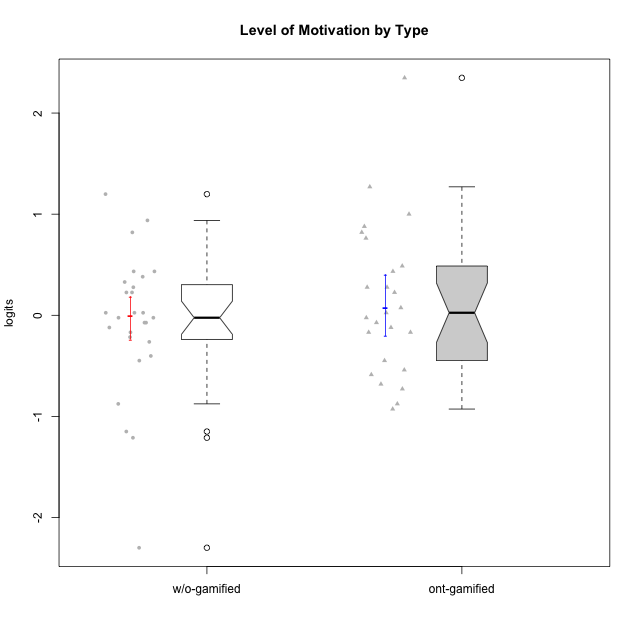 Level of Motivation by Type
logits
2
1
0
-1
-2
w/o-gamified
ont-gamified